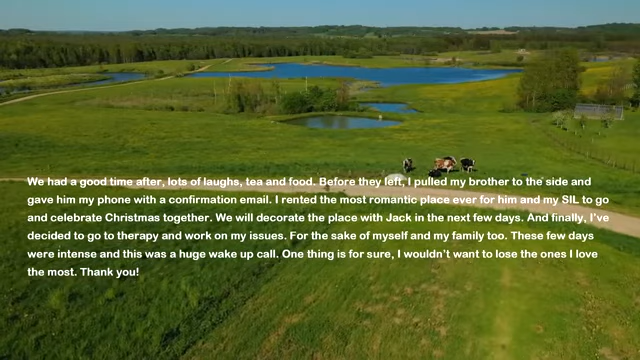 We had a good time after, lots of laughs, tea and food. Before they left, I pulled my brother to the side and
gave him my phone with a confirmation email. I rented the most romantic place ever for him and my SIL to go
and celebrate Christmas together. We will decorate the place with Jack in the next few days. And finally, I've
decided to go to therapy and work on my issues. For the sake of myself and my family too. These few days
were intense and this was a huge wake up call. One thing is for sure, I wouldn't want to lose the ones I love
the most. Thank you!